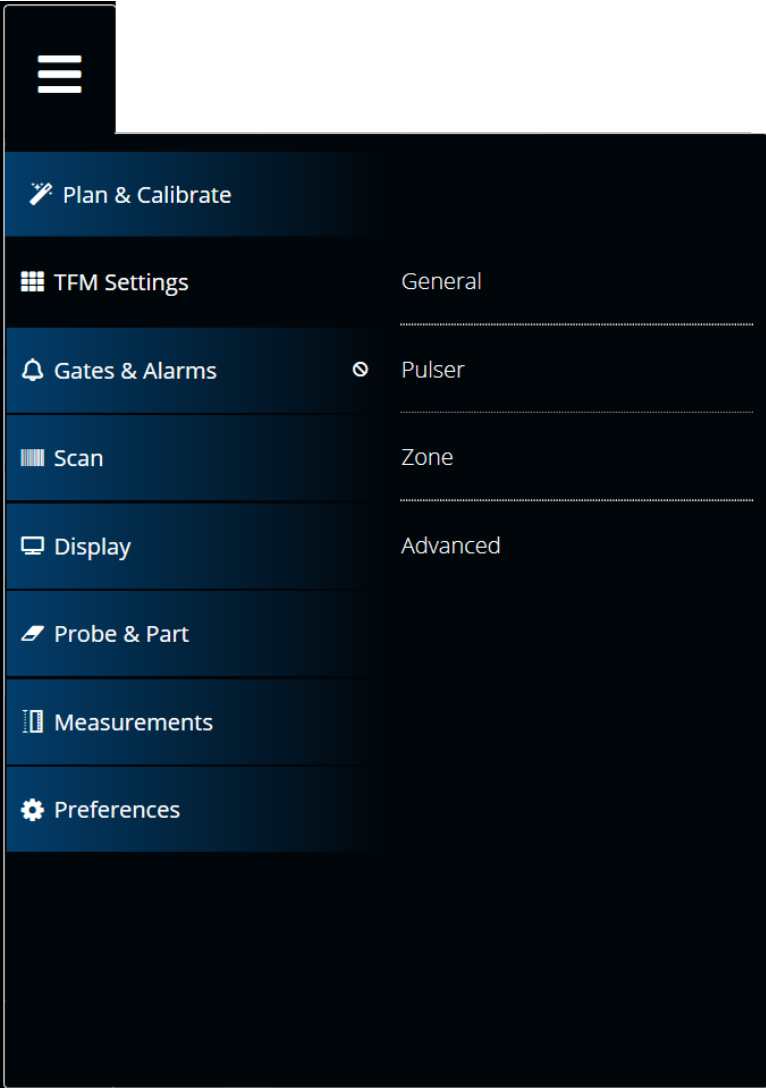 Plan & Calibrate
TFM Settings
General
Gates & Alarms
Pulser
Scan
Zone
Display
Advanced
Probe & Part
Measurements
Preferences